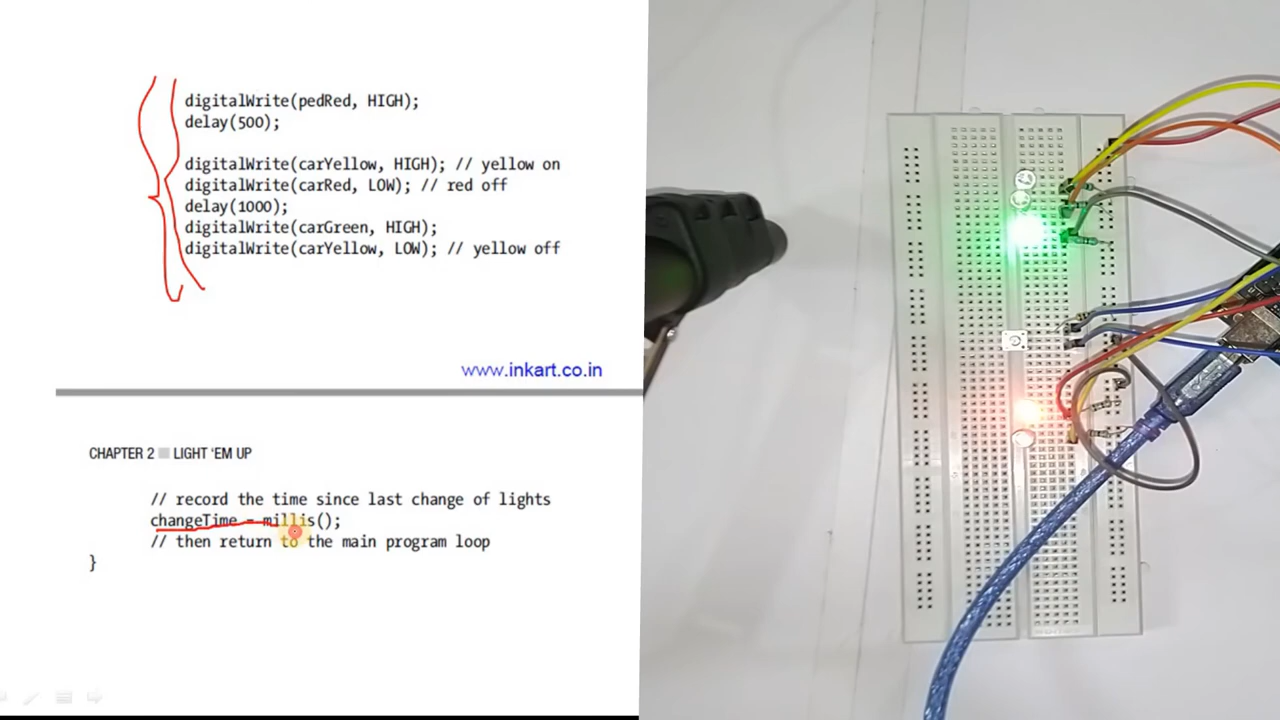 digitalWrite(pedRed, HIGH);
delay(500);
digitalWrite(carYellow, HIGH); // yellow on
digitalWrite(carRed, LOW); // red off
delay(1000);
digitalWrite(carGreen, HIGH);
digitalWrite(carYellow, LOW); // yellow off
www.inkart.co.in
CHAPTER 2 ■ LIGHT 'EM UP
// record the time since last change of lights
changeTime = millis();
// then return to the main program loop
}